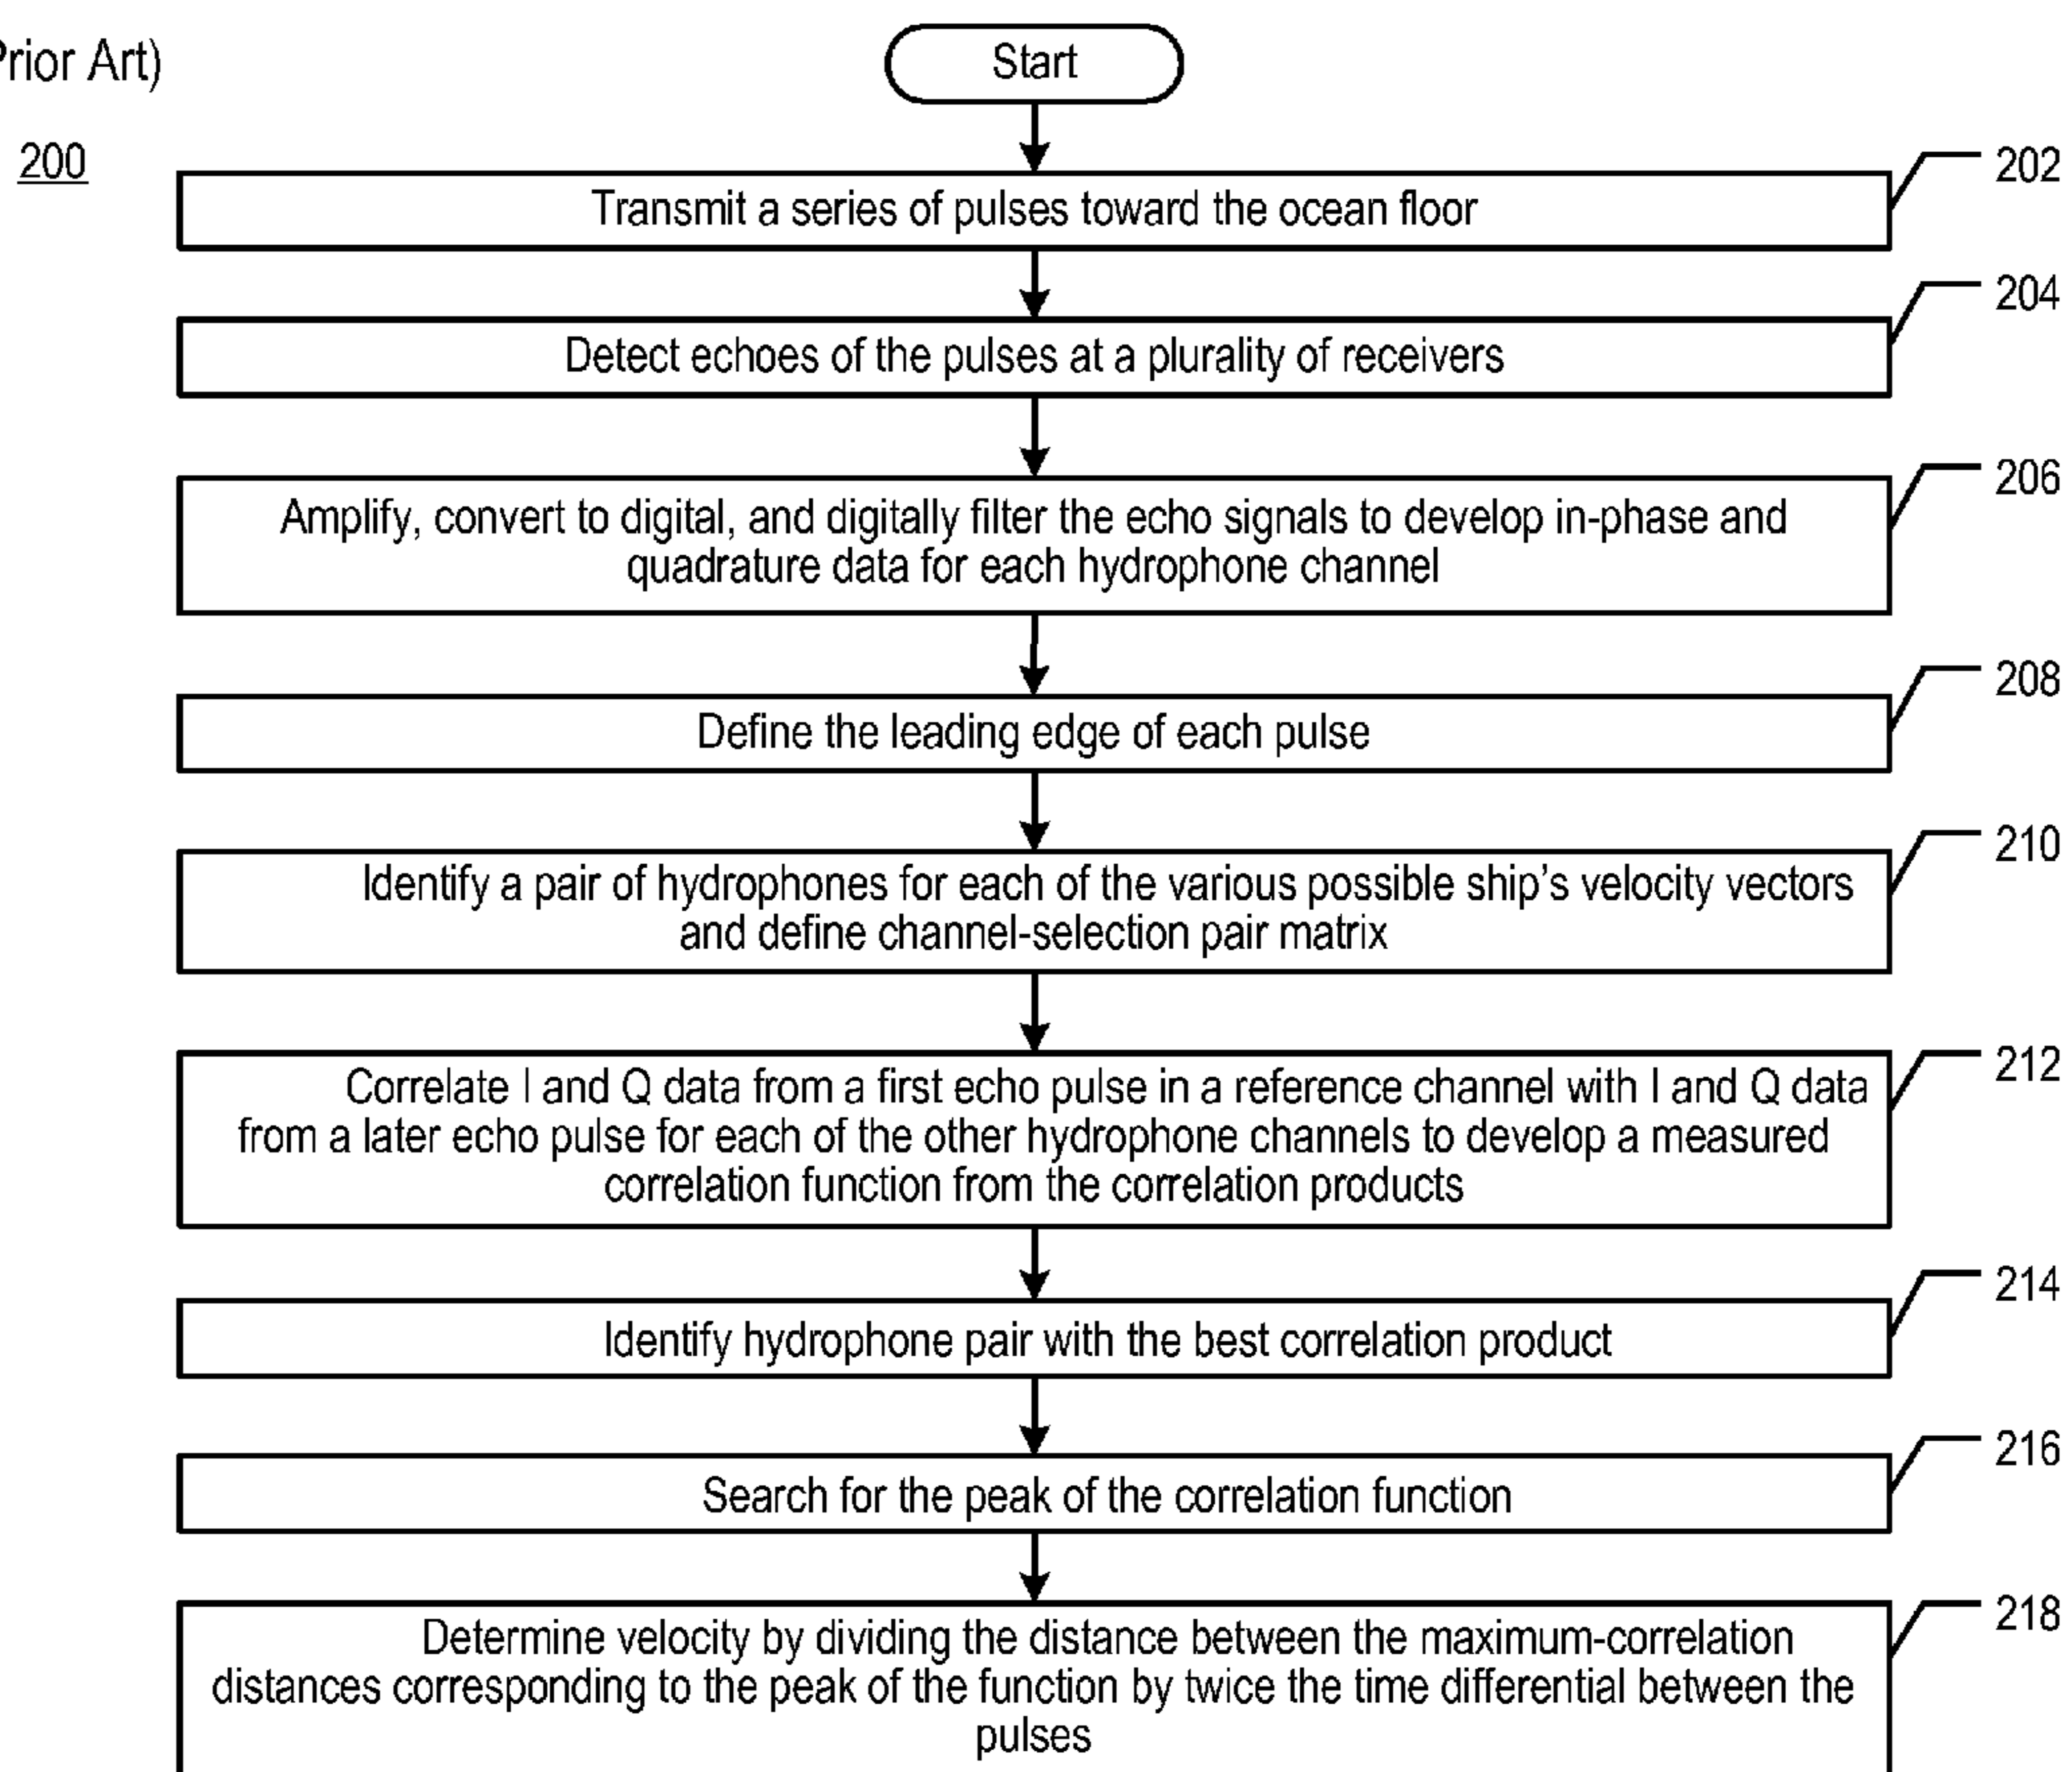 Prior Art)
Start
200
202
Transmit a series of pulses toward the ocean floor
204
Detect echoes of the pulses at a plurality of receivers
206
Amplify, convert to digital, and digitally filter the echo signals to develop in-phase and
quadrature data for each hydrophone channel
208
Define the leading edge of each pulse
210
Identify a pair of hydrophones for each of the various possible ship's velocity vectors
and define channel-selection pair matrix
212
Correlate I and Q data from a first echo pulse in a reference channel with I and Q data
from a later echo pulse for each of the other hydrophone channels to develop a measured
correlation function from the correlation products
214
Identify hydrophone pair with the best correlation product
216
Search for the peak of the correlation function
218
Determine velocity by dividing the distance between the maximum-correlation
distances corresponding to the peak of the function by twice the time differential between the
pulses